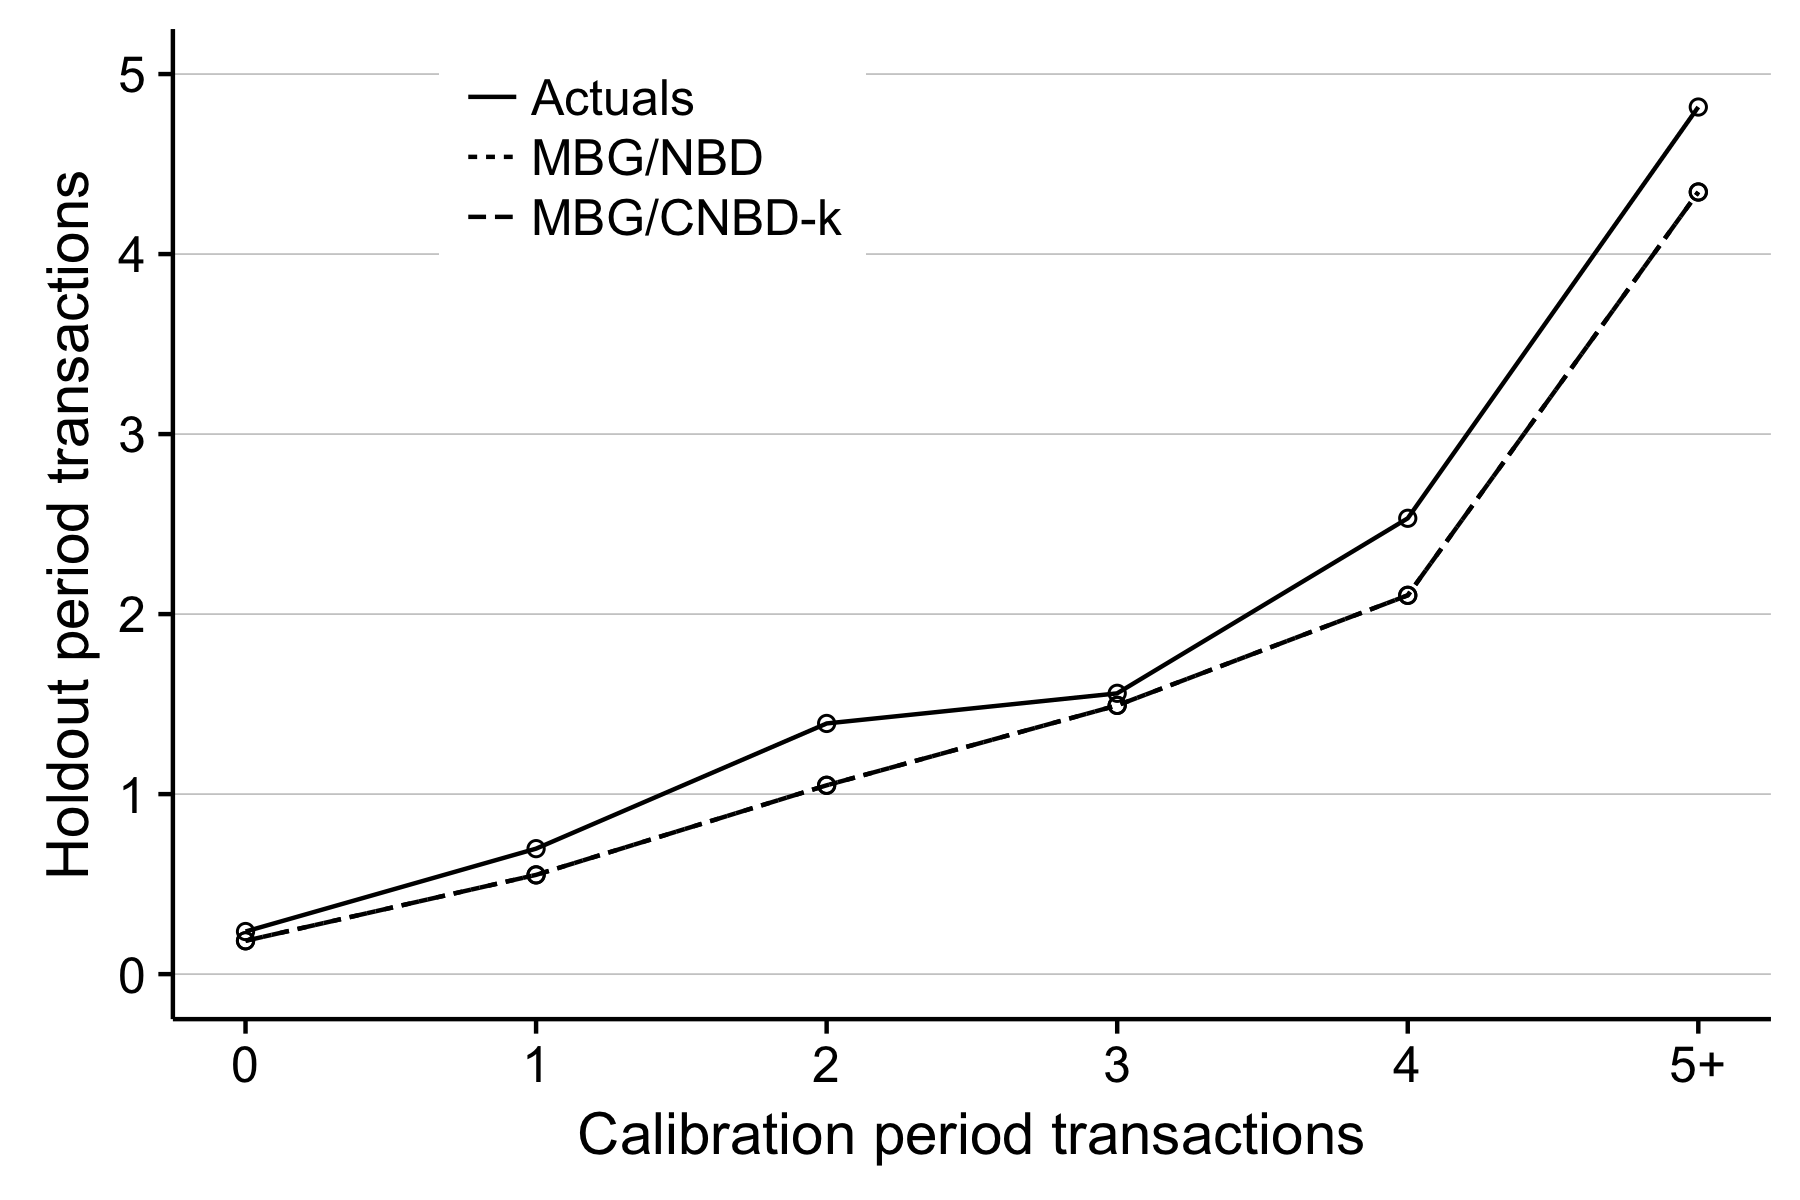 Actuals
MBG/NBD
MBG/CNBD-k
Holdout period transactions
5
4
3
2
1
0
0 1 2 3 4 5+
Calibration period transactions